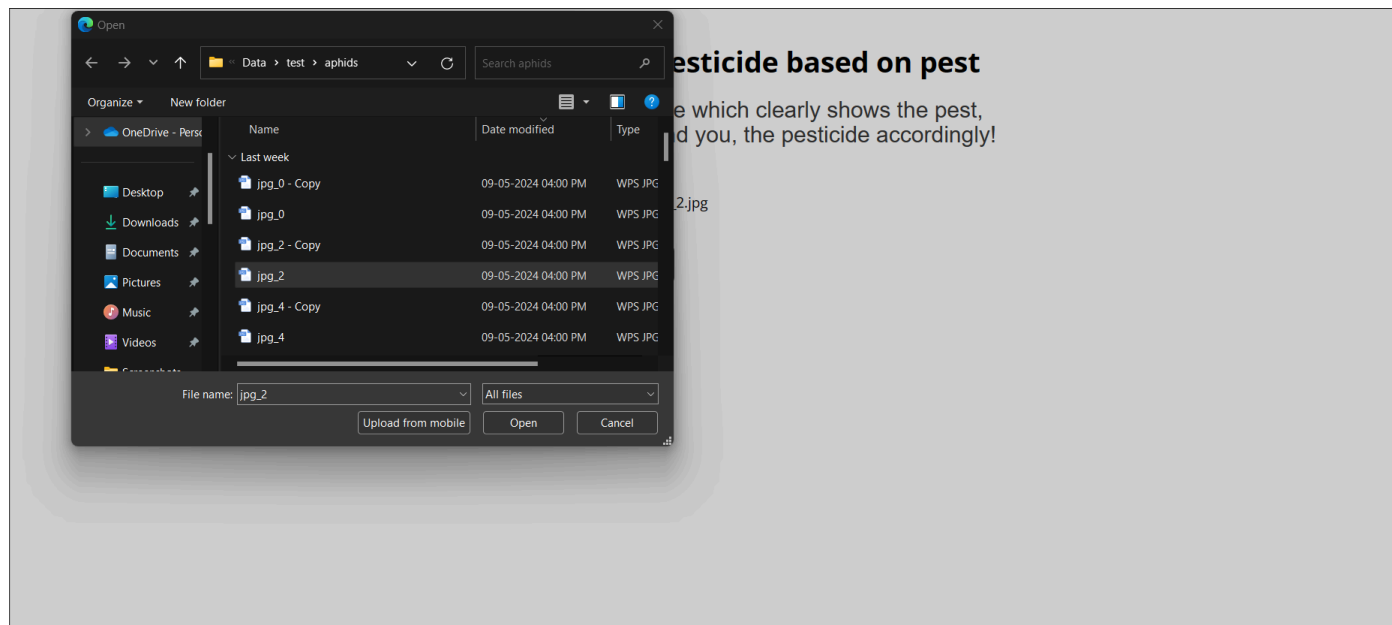 Open
Data > test > aphids
Search aphids
Organize
New folder
OneDrive - Persc
Name
Date modified
Type
Last week
jpg_0 - Copy 09-05-2024 04:00 PM WPS JPG
jpg_0 09-05-2024 04:00 PM WPS JPG
jpg_2 - Copy 09-05-2024 04:00 PM WPS JPG
jpg_2 09-05-2024 04:00 PM WPS JPG
jpg_4 - Copy 09-05-2024 04:00 PM WPS JPG
jpg_4 09-05-2024 04:00 PM WPS JPG
Desktop
Downloads
Documents
Pictures
Music
Videos
File name: jpg_2
All files
Upload from mobile
Open
Cancel
esticide based on pest
e which clearly shows the pest,
d you, the pesticide accordingly!
_2.jpg